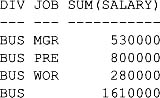 DIV JOB SUM(SALARY)
--- --- -----------
BUS MGR 530000
BUS PRE 800000
BUS WOR 280000
BUS 1610000